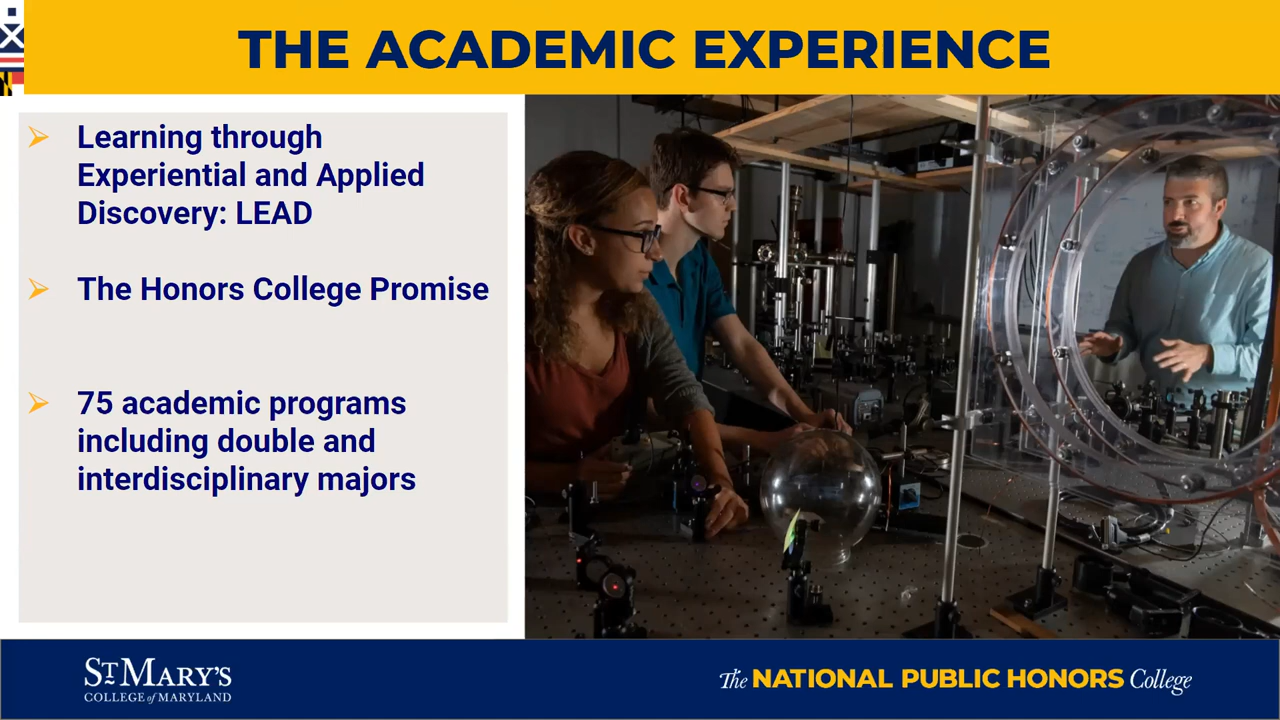 THE ACADEMIC EXPERIENCE
Learning through
Experiential and Applied
Discovery: LEAD
The Honors College Promise
75 academic programs
including double and
interdisciplinary majors
ST MARY'S
COLLEGE of MARYLAND
The NATIONAL PUBLIC HONORS College